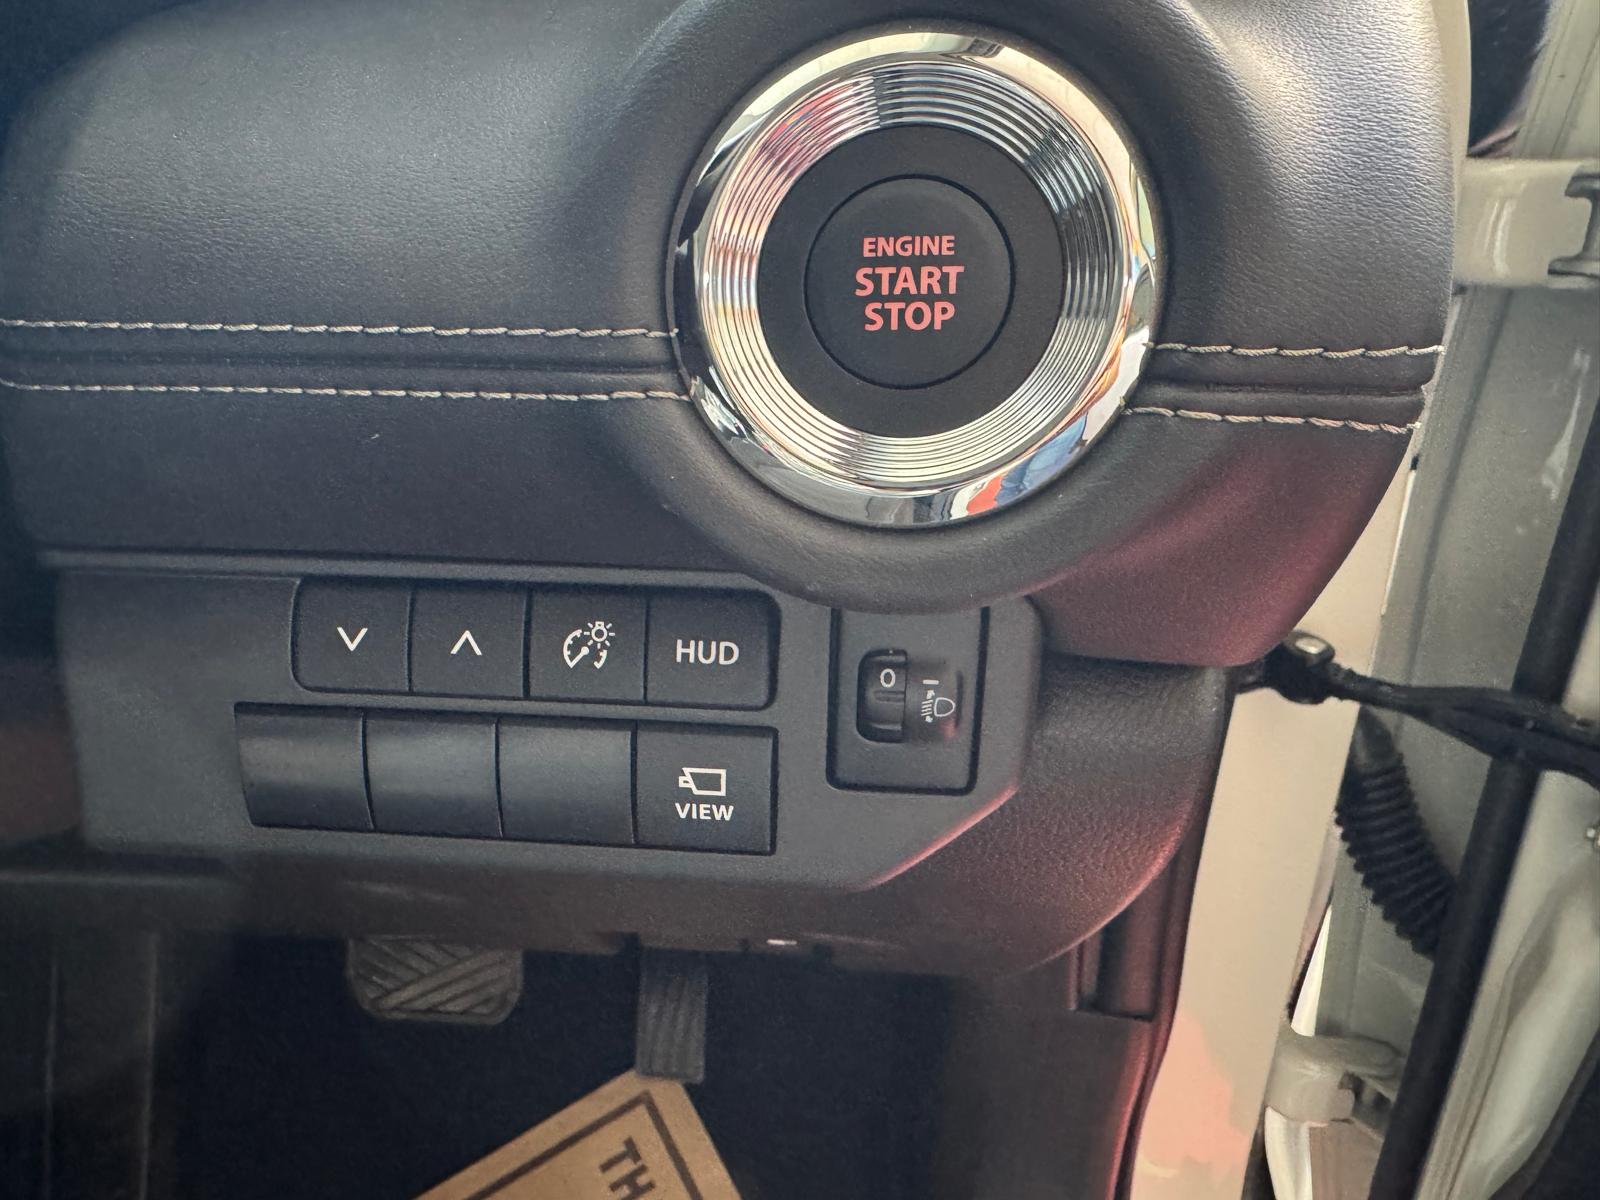 ENGINE
START
STOP
HUD
0
VIEW
TH